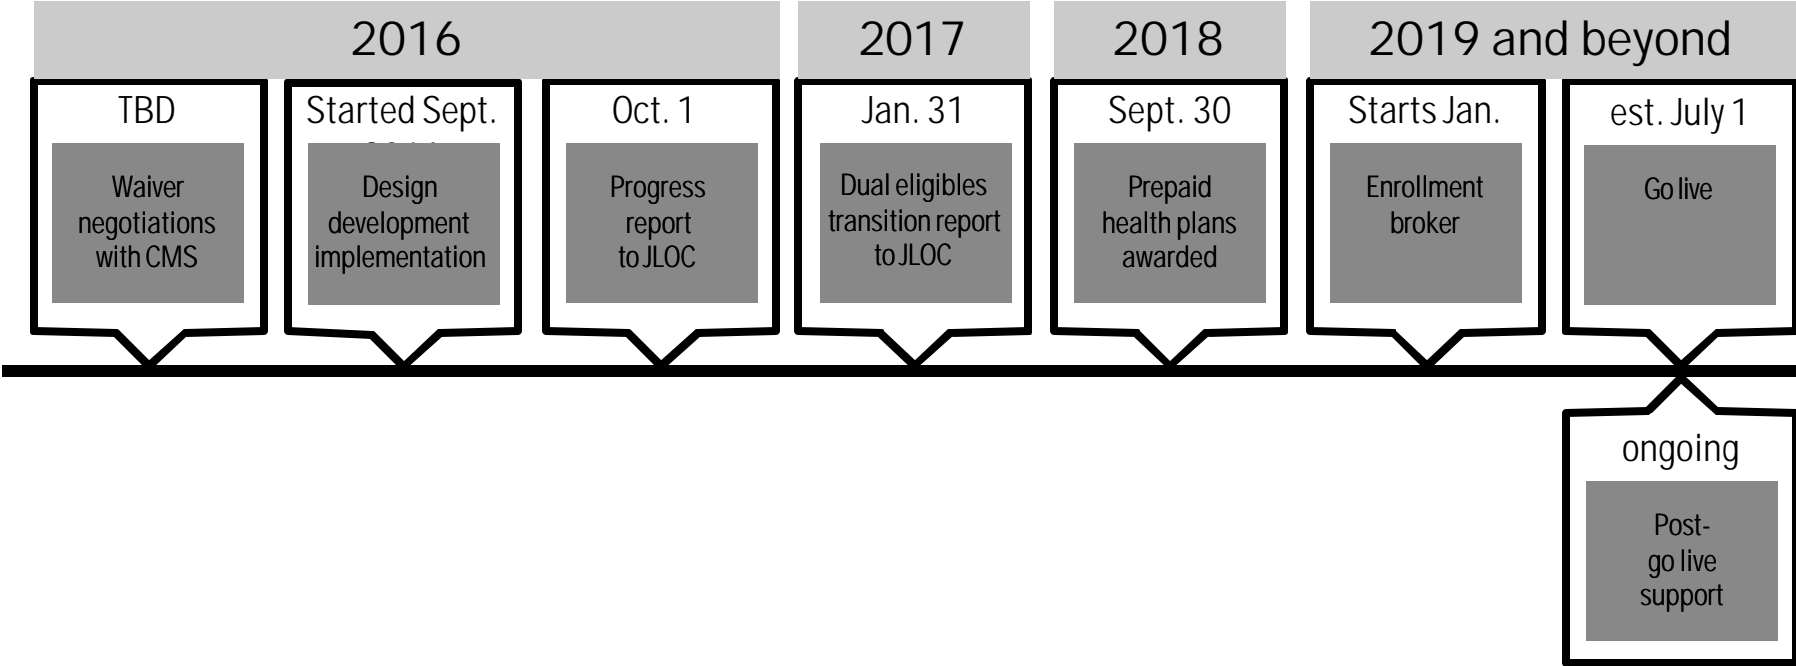 2016
2017
2018
2019 and beyond
TBD
Waiver
negotiations
with CMS
Started Sept.
Design
development
implementation
Oct. 1
Progress
report
to JLOC
Jan. 31
Dual eligibles
transition report
to JLOC
Sept. 30
Prepaid
health plans
awarded
Starts Jan.
Enrollment
broker
est. July 1
Go live
ongoing
Post-
go live
support